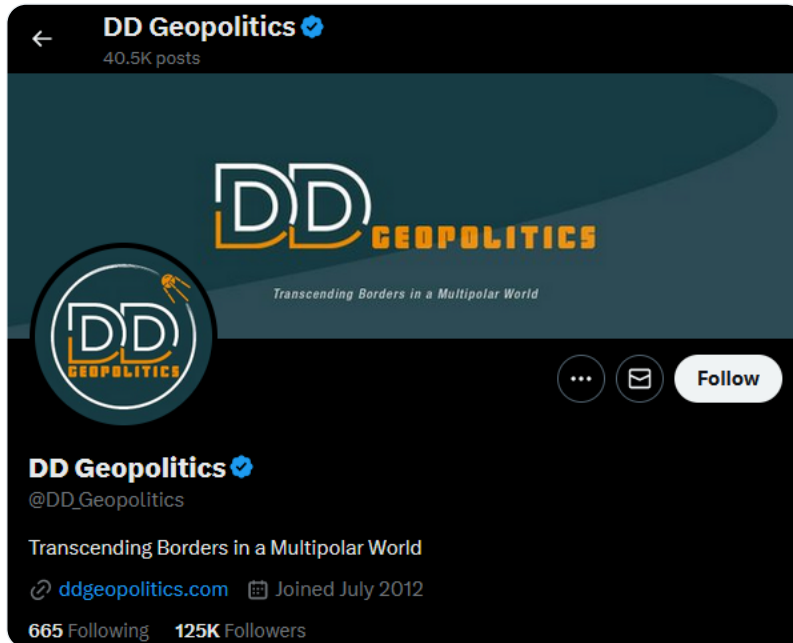 DD Geopolitics
40.5K posts
DD GEOPOLITICS
Transcending Borders in a Multipolar World
DD
GEOPOLITICS
Follow
DD Geopolitics
@DD_Geopolitics
Transcending Borders in a Multipolar World
ddgeopolitics.com Joined July 2012
665 Following 125K Followers